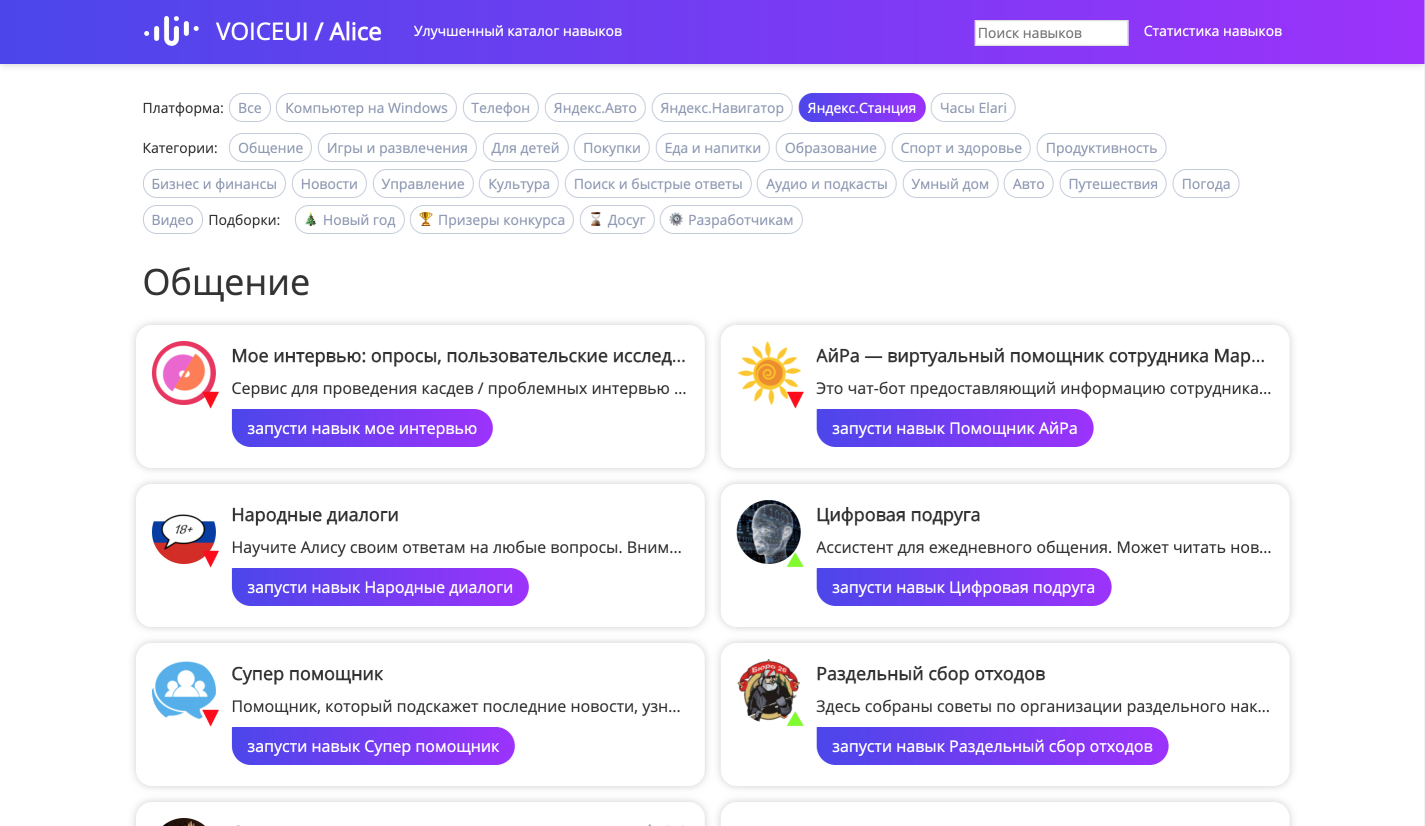 VOICEUI / Alice Улучшенный каталог навыков Поиск навыков Статистика навыков
Платформа: Все Компьютер на Windows Телефон Яндекс.Авто Яндекс.Навигатор Яндекс.Станция Часы Elari
Категории: Общение Игры и развлечения Для детей Покупки Еда и напитки Образование Спорт и здоровье Продуктивность
Бизнес и финансы Новости Управление Культура Поиск и быстрые ответы Аудио и подкасты Умный дом Авто Путешествия Погода
Видео Подборки: Новый год Призеры конкурса Досуг Разработчикам
Общение
Мое интервью: опросы, пользовательские исслед...
Сервис для проведения касдев / проблемных интервью ...
запусти навык мое интервью
АйРа — виртуальный помощник сотрудника Мар...
Это чат-бот предоставляющий информацию сотрудника...
запусти навык Помощник АйРа
18+
Народные диалоги
Научите Алису своим ответам на любые вопросы. Вним...
запусти навык Народные диалоги
Цифровая подруга
Ассистент для ежедневного общения. Может читать нов...
запусти навык Цифровая подруга
Супер помощник
Помощник, который подскажет последние новости, узн...
запусти навык Супер помощник
Бюро 26
Раздельный сбор отходов
Здесь собраны советы по организации раздельного нак...
запусти навык Раздельный сбор отходов